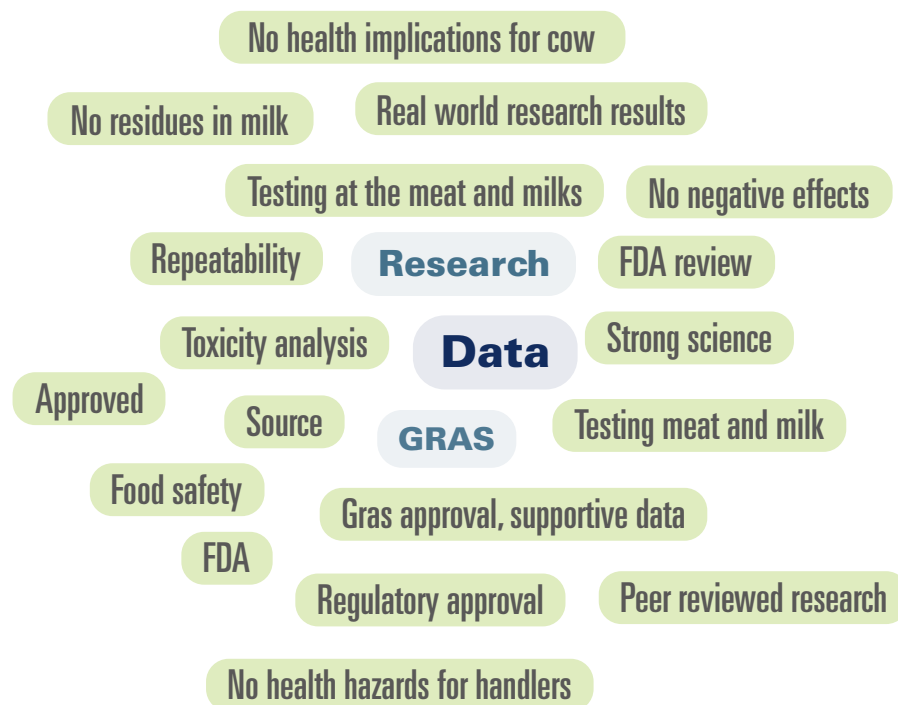 No health implications for cow
No residues in milk
Real world research results
Testing at the meat and milks
No negative effects
Repeatability
Research
FDA review
Toxicity analysis
Data
Strong science
Approved
Source
GRAS
Testing meat and milk
Food safety
Gras approval, supportive data
FDA
Regulatory approval
Peer reviewed research
No health hazards for handlers